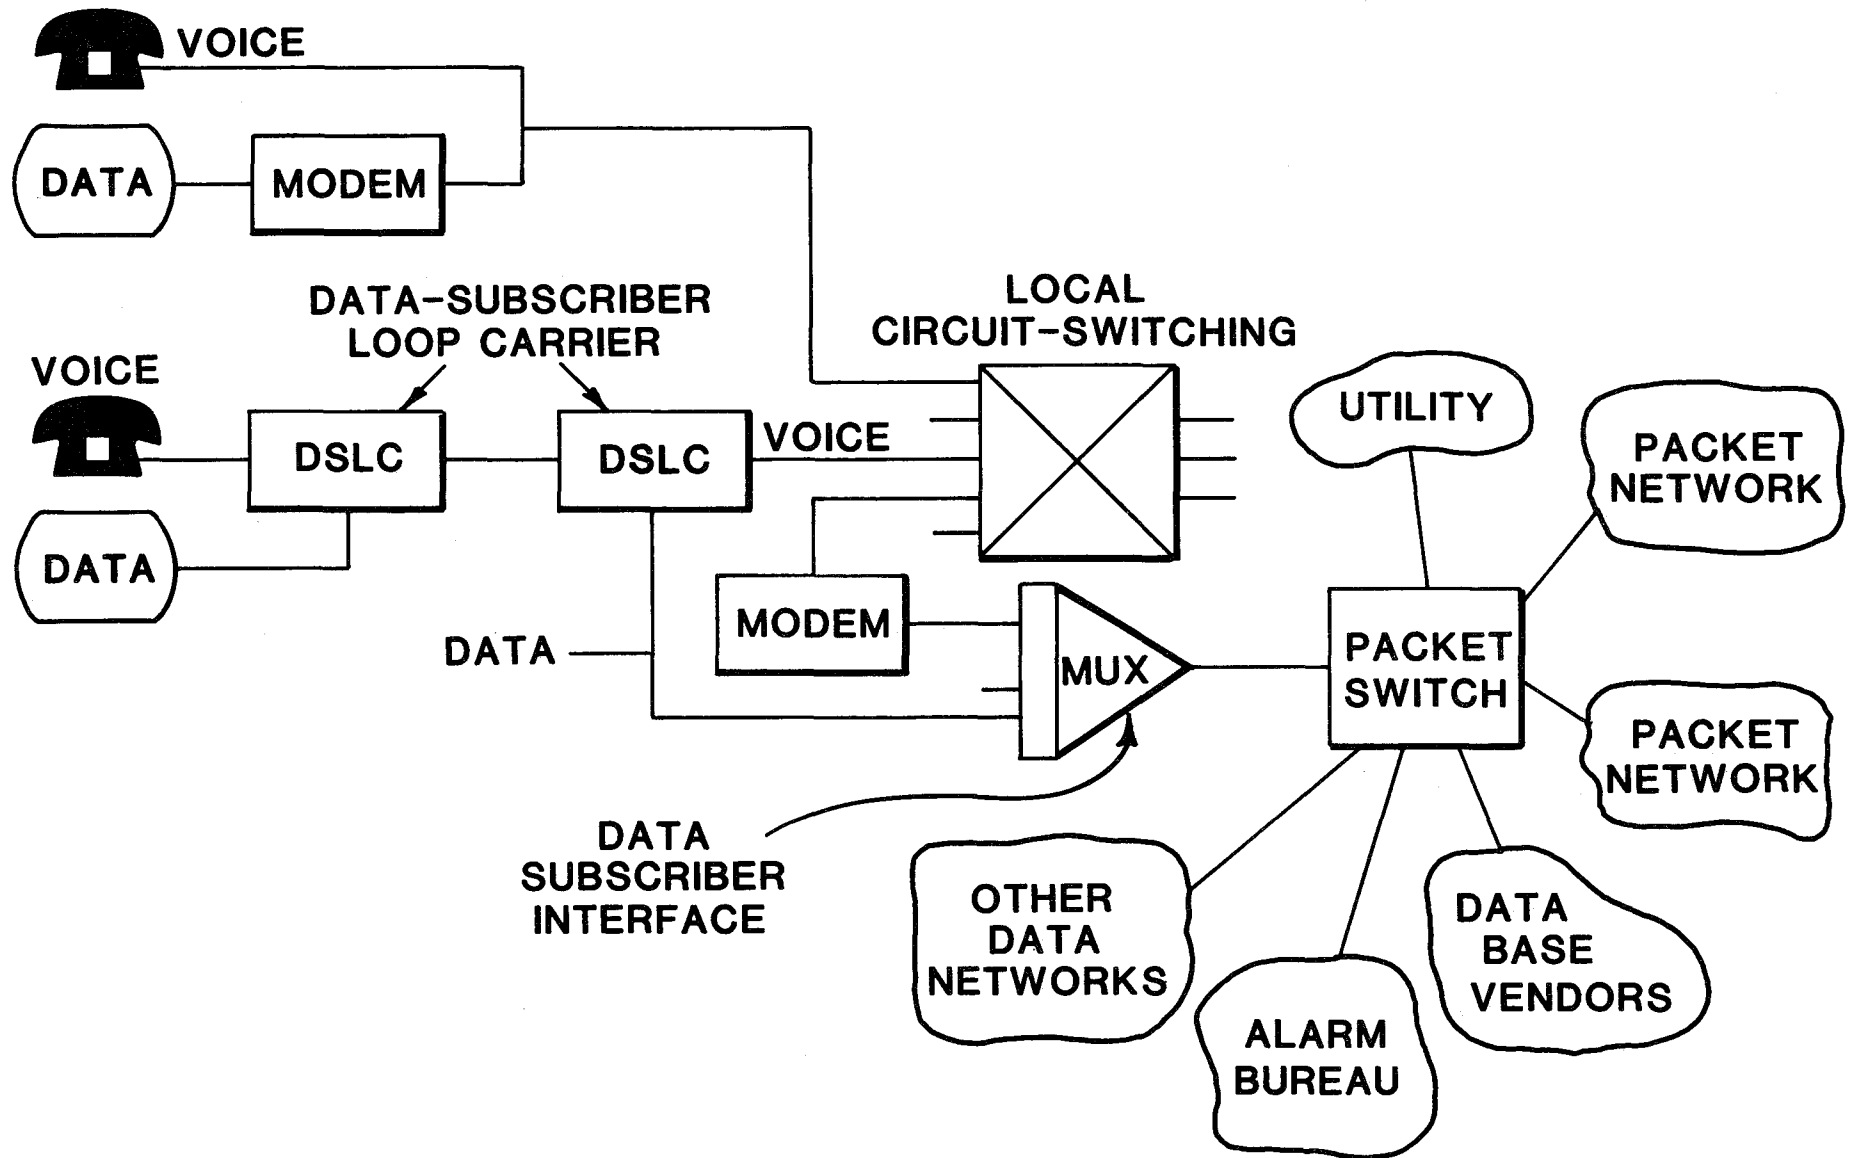 VOICE
DATA
MODEM
DATA-SUBSCRIBER
LOOP CARRIER
VOICE
DSLC
DSLC
VOICE
DATA
LOCAL
CIRCUIT-SWITCHING
MODEM
DATA
MUX
DATA
SUBSCRIBER
INTERFACE
PACKET
SWITCH
UTILITY
PACKET
NETWORK
PACKET
NETWORK
OTHER
DATA
NETWORKS
ALARM
BUREAU
DATA
BASE
VENDORS